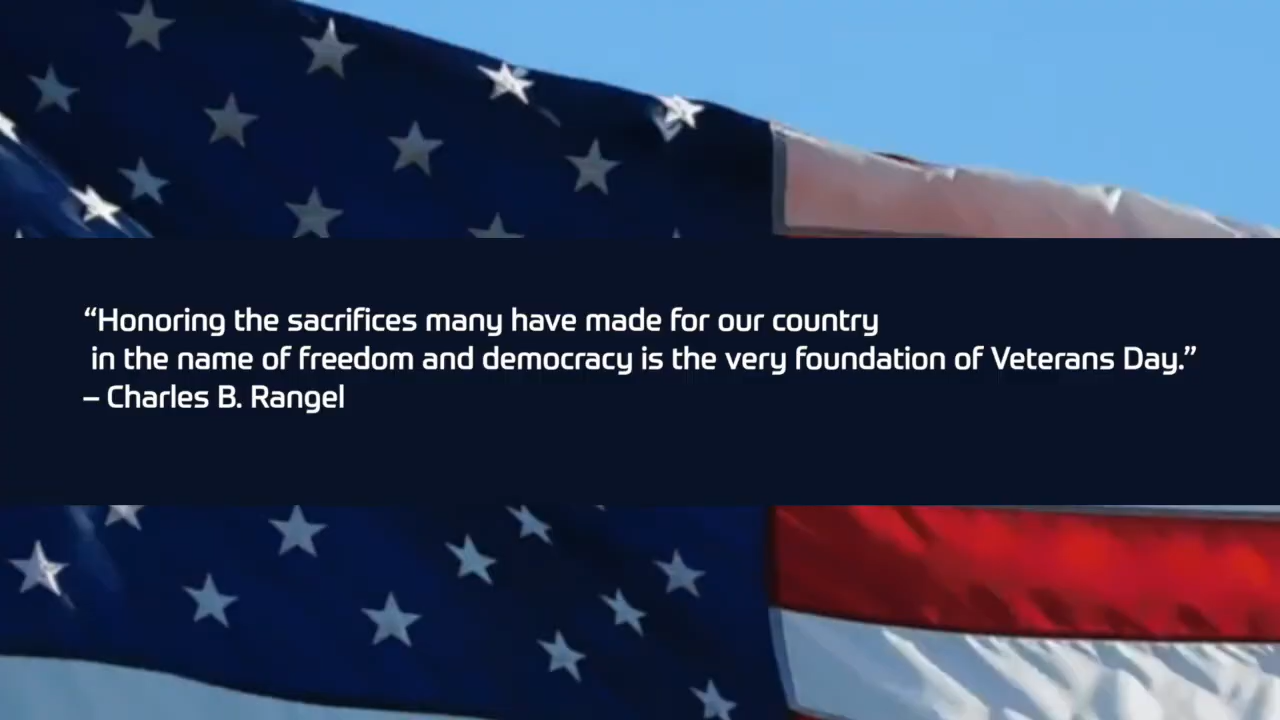 “Honoring the sacrifices many have made for our country
in the name of freedom and democracy is the very foundation of Veterans Day.”
– Charles B. Rangel